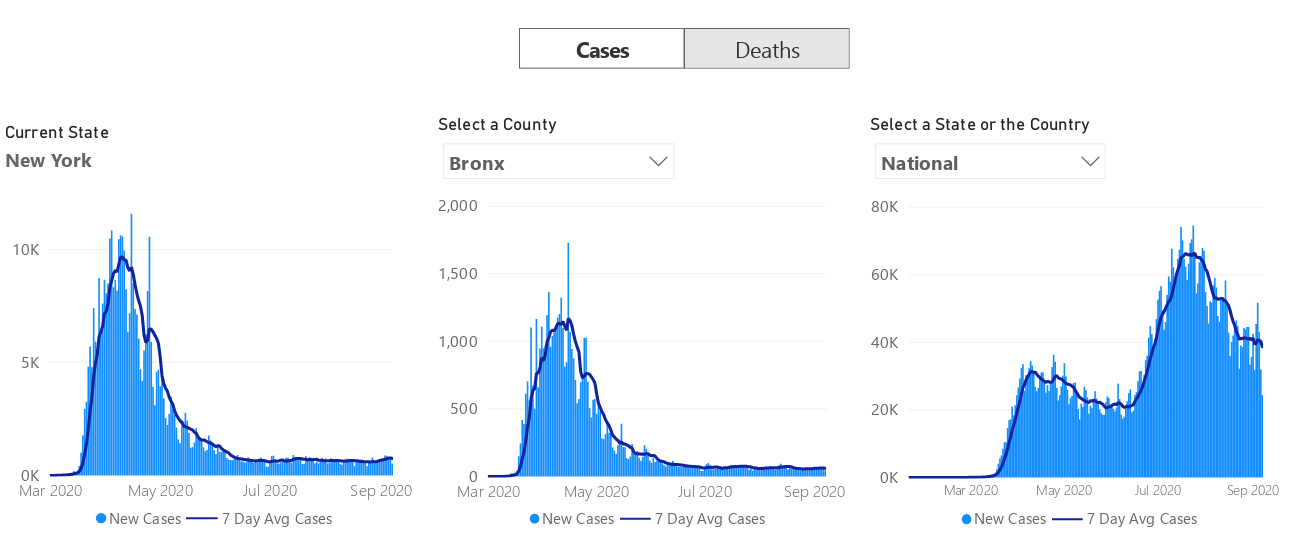 Cases Deaths
Current State
New York
10K
5K
0K
Mar 2020 May 2020 Jul 2020 Sep 2020
New Cases 7 Day Avg Cases
Select a County
Bronx
2,000
1,500
1,000
500
0
Mar 2020 May 2020 Jul 2020 Sep 2020
New Cases 7 Day Avg Cases
Select a State or the Country
National
80K
60K
40K
20K
0K
Mar 2020 May 2020 Jul 2020 Sep 2020
New Cases 7 Day Avg Cases